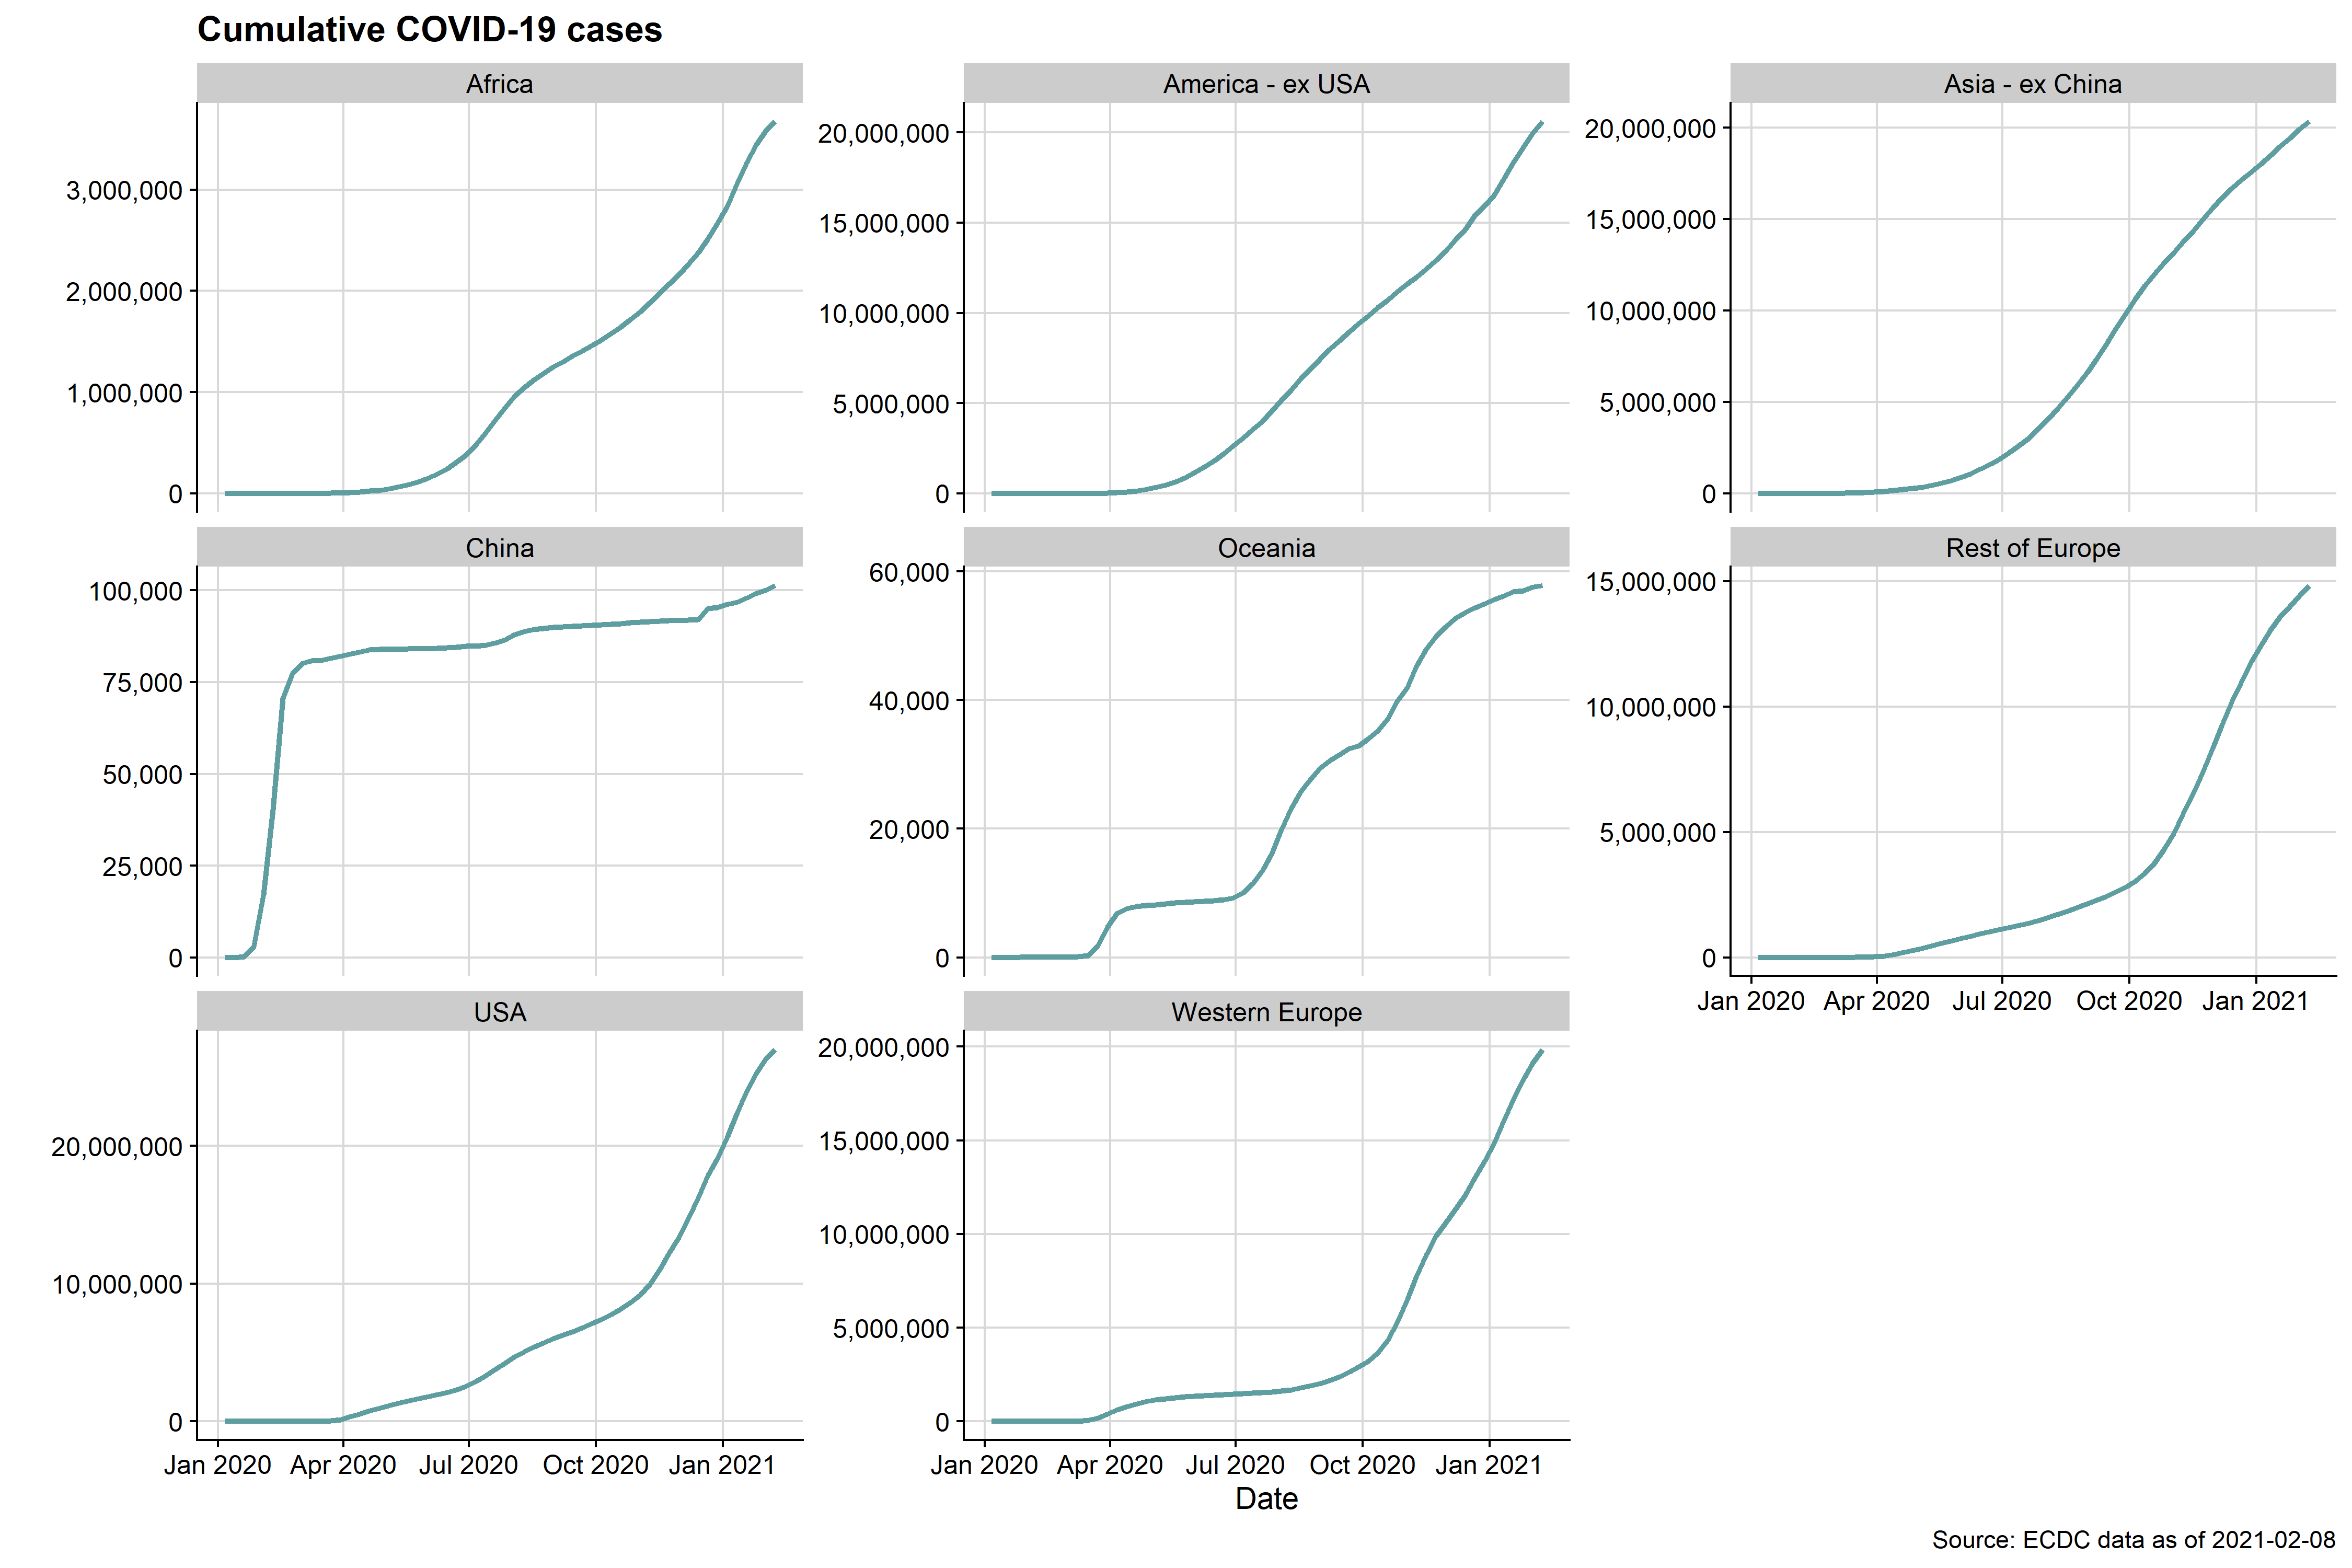 Cumulative COVID-19 cases
Africa
3,000,000
2,000,000
1,000,000
0
America - ex USA
20,000,000
15,000,000
10,000,000
5,000,000
0
Asia - ex China
20,000,000
15,000,000
10,000,000
5,000,000
0
China
100,000
75,000
50,000
25,000
0
Oceania
60,000
40,000
20,000
0
Rest of Europe
15,000,000
10,000,000
5,000,000
0
Jan 2020 Apr 2020 Jul 2020 Oct 2020 Jan 2021
USA
20,000,000
10,000,000
0
Jan 2020 Apr 2020 Jul 2020 Oct 2020 Jan 2021
Western Europe
20,000,000
15,000,000
10,000,000
5,000,000
0
Jan 2020 Apr 2020 Jul 2020 Oct 2020 Jan 2021
Date
Source: ECDC data as of 2021-02-08